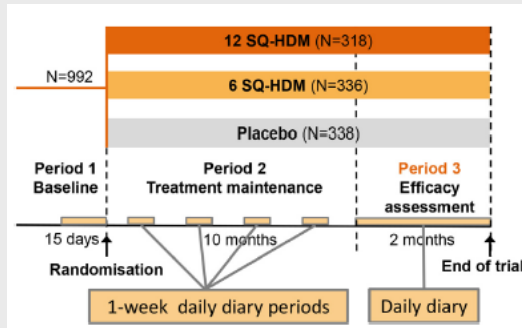 12 SQ-HDM (N=318)
N=992
6 SQ-HDM (N=336)
Placebo (N=338)
Period 1
Baseline
Period 2
Treatment maintenance
Period 3
Efficacy
assessment
15 days
10 months
2 months
Randomisation
End of trial
1-week daily diary periods
Daily diary